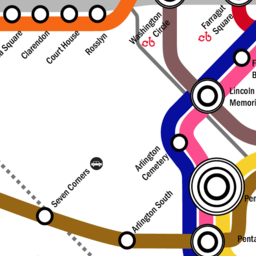 Square
Clarendon
Court House
Rosslyn
Washington
Circle
Farragut
Square
Lincoln
Memori
Arlington
Cemetery
Seven Corners
Arlington South
Pen
Penta